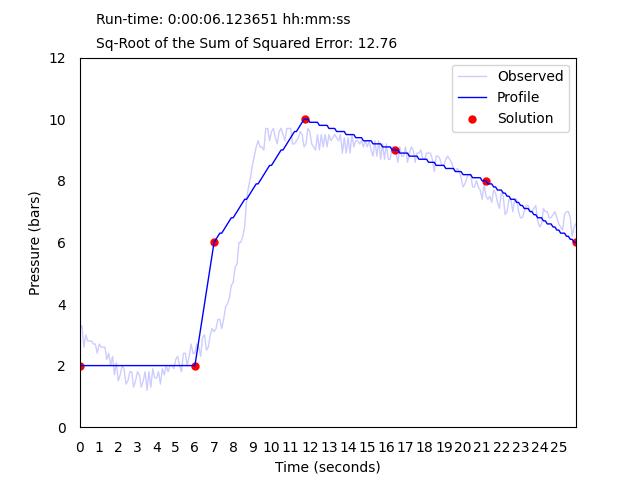 Run-time: 0:00:06.123651 hh:mm:ss
Sq-Root of the Sum of Squared Error: 12.76
Observed
Profile
Solution
12
10
8
6
4
2
0
Pressure (bars)
0 1 2 3 4 5 6 7 8 9 10 11 12 13 14 15 16 17 18 19 20 21 22 23 24 25
Time (seconds)